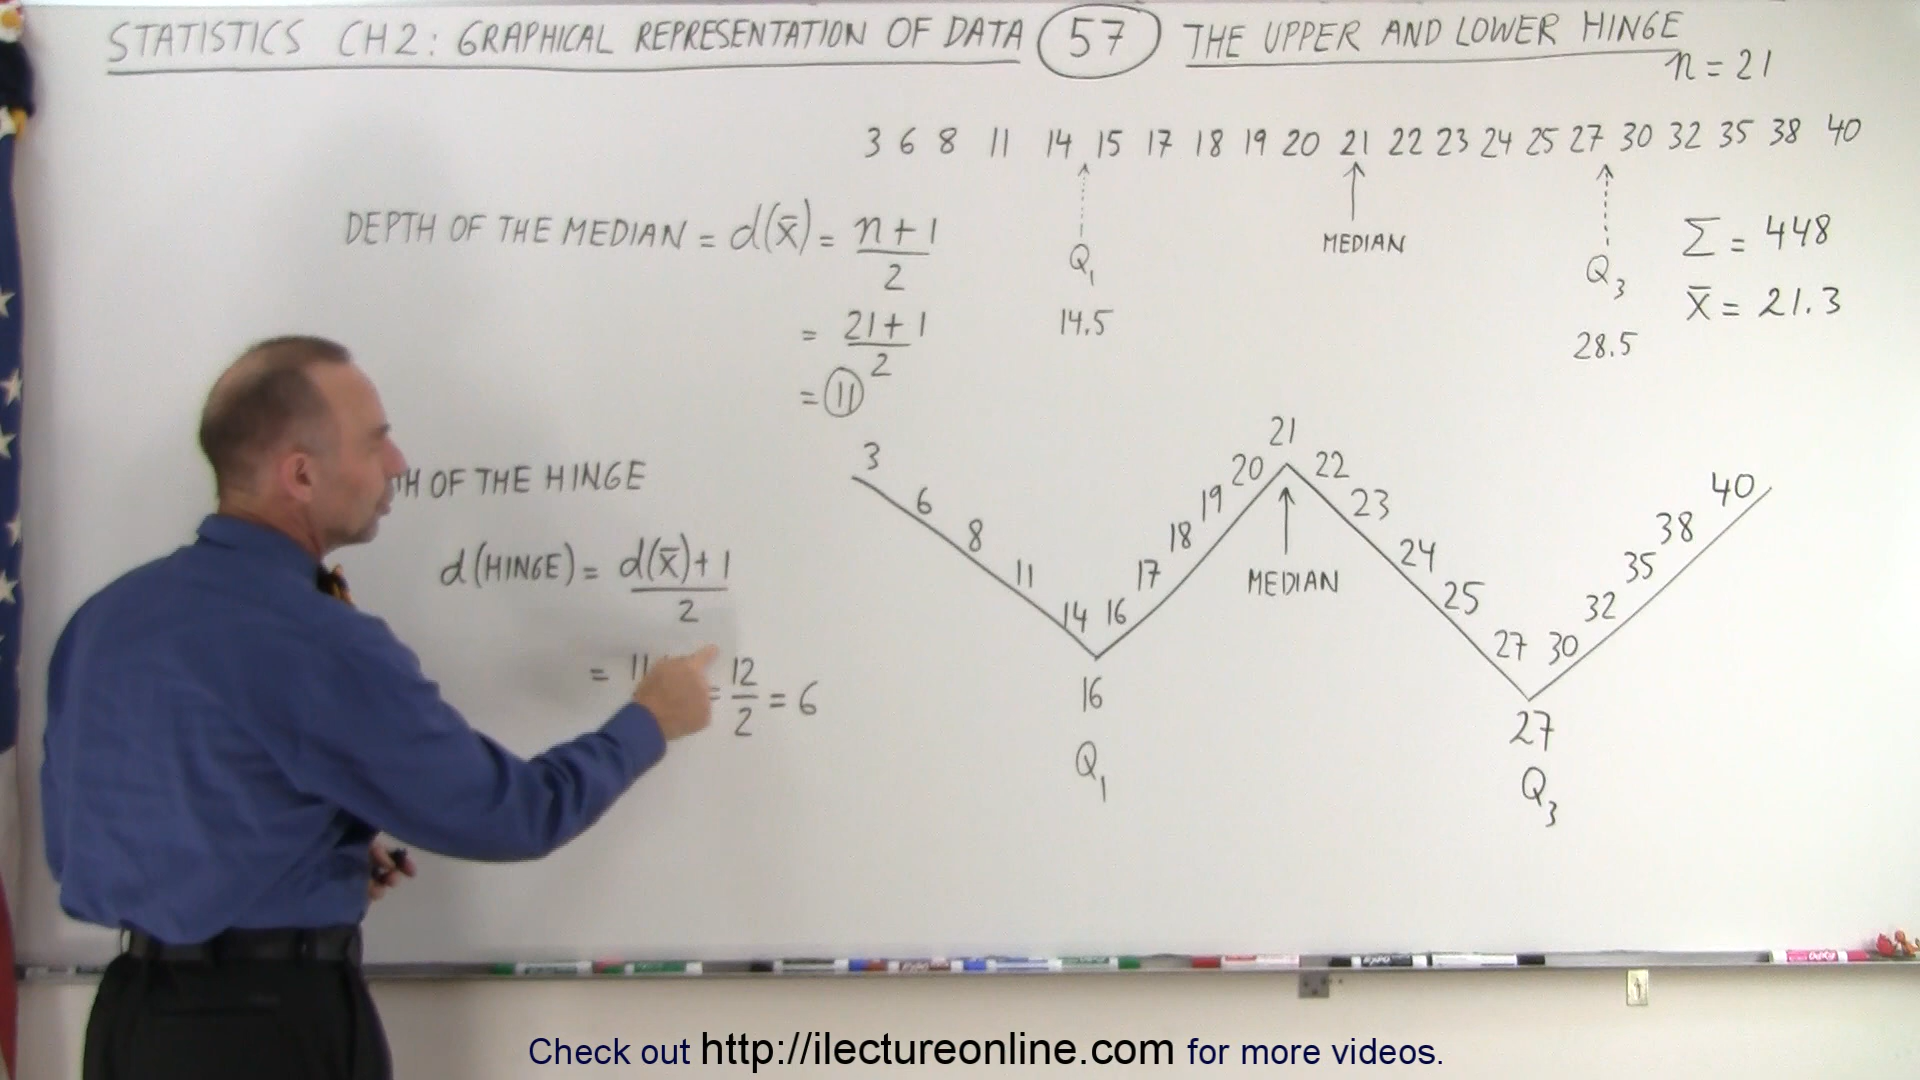 STATISTICS CH2: GRAPHICAL REPRESENTATION OF DATA 57 THE UPPER AND LOWER HINGE
n = 21
3 6 8 11 14 15 17 18 19 20 21 22 23 24 25 27 30 32 35 38 40
DEPTH OF THE MEDIAN = d(x̄) = n+1 / 2
= 21+1 / 2
= 11
Q1
14.5
MEDIAN
Q3
28.5
Σ = 448
x̄ = 21.3
OF THE HINGE
d(HINGE) = d(x̄)+1 / 2
= 11 = 12 / 2 = 6
3 6 8 11 14 16 17 18 19 20 21 22 23 24 25 27 30 32 35 38 40
MEDIAN
16
Q1
27
Q3
Check out http://ilectureonline.com for more videos.